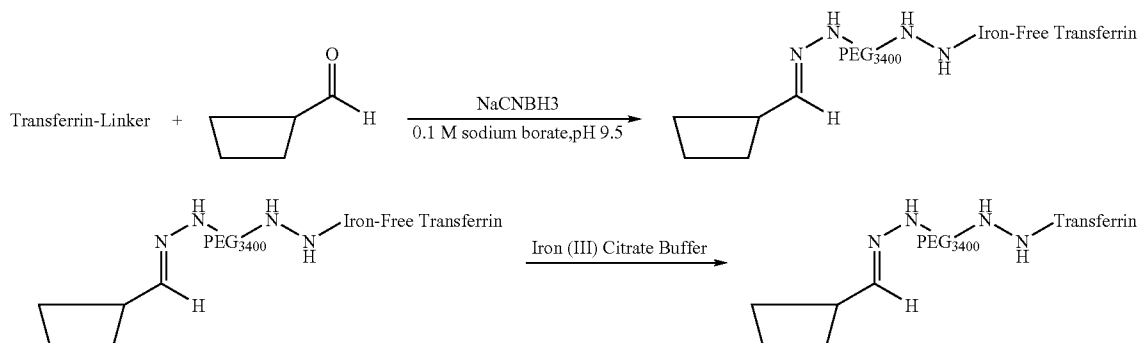 O
H
Transferrin-Linker + 
NaCNBH3
0.1 M sodium borate,pH 9.5
H
N
N
PEG3400
H
N
N
H
Iron-Free Transferrin
H
H
N
N
PEG3400
H
N
N
H
Iron-Free Transferrin
H
Iron (III) Citrate Buffer
H
N
N
PEG3400
H
N
N
H
Transferrin
H